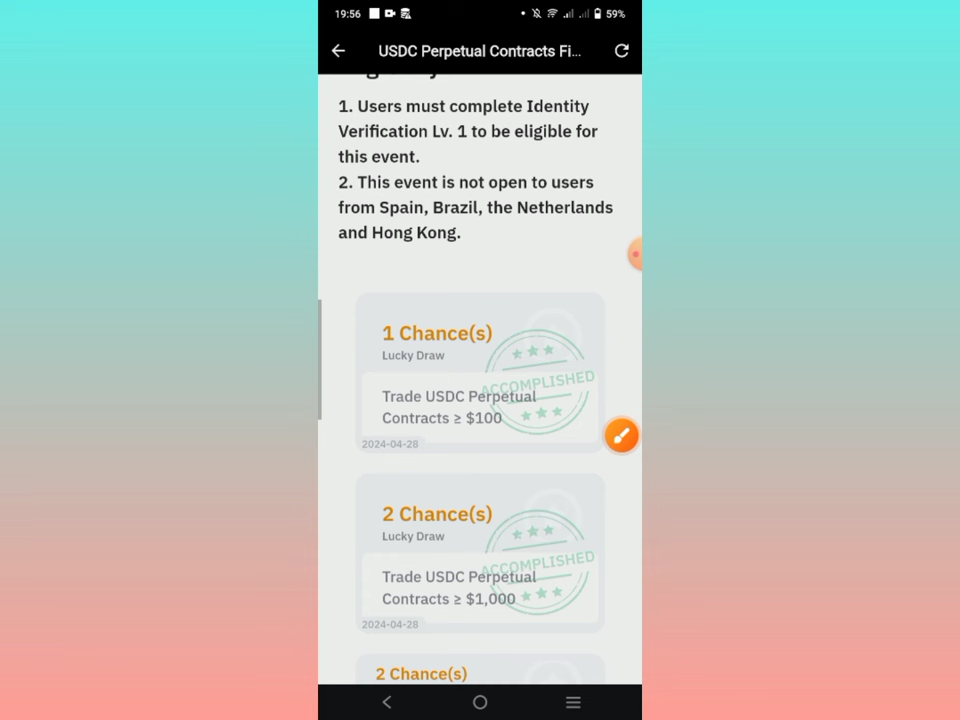 19:56
59%
USDC Perpetual Contracts Fi...
1. Users must complete Identity
Verification Lv. 1 to be eligible for
this event.
2. This event is not open to users
from Spain, Brazil, the Netherlands
and Hong Kong.
1 Chance(s)
Lucky Draw
ACCOMPLISHED
Trade USDC Perpetual
Contracts ≥ $100
2024-04-28
2 Chance(s)
Lucky Draw
ACCOMPLISHED
Trade USDC Perpetual
Contracts ≥ $1,000
2024-04-28
2 Chance(s)